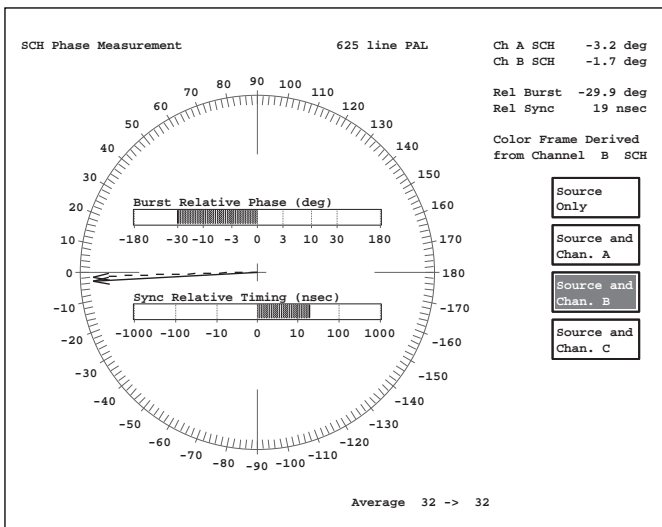 SCH Phase Measurement 625 line PAL
Ch A SCH -3.2 deg
Ch B SCH -1.7 deg
Rel Burst -29.9 deg
Rel Sync 19 nsec
Color Frame Derived
from Channel B SCH
Source
Only
Source and
Chan. A
Source and
Chan. B
Source and
Chan. C
90
80 100
70 110
60 120
50 130
40 140
30 150
20 160
10 170
0 180
-10 -170
-20 -160
-30 -150
-40 -140
-50 -130
-60 -120
-70 -110
-80 -100
-90
Burst Relative Phase (deg)
-180 -30 -10 -3 0 3 10 30 180
Sync Relative Timing (nsec)
-1000 -100 -10 0 10 100 1000
Average 32 -> 32